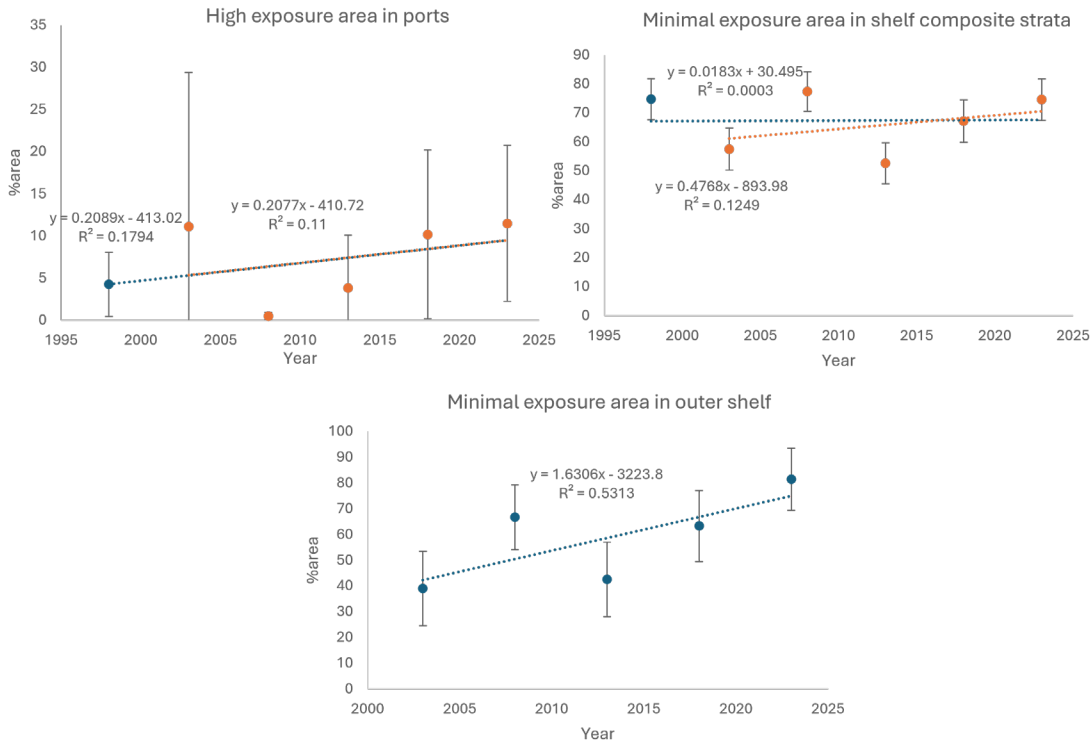 High exposure area in ports
35
30
25
20
15
10
5
0
%area
y = 0.2089x - 413.02
R² = 0.1794
y = 0.2077x - 410.72
R² = 0.11
1995 2000 2005 2010 2015 2020 2025
Year
Minimal exposure area in shelf composite strata
90
80
70
60
50
40
30
20
10
0
%area
y = 0.0183x + 30.495
R² = 0.0003
y = 0.4768x - 893.98
R² = 0.1249
1995 2000 2005 2010 2015 2020 2025
Year
Minimal exposure area in outer shelf
100
90
80
70
60
50
40
30
20
10
0
%area
y = 1.6306x - 3223.8
R² = 0.5313
2000 2005 2010 2015 2020 2025
Year